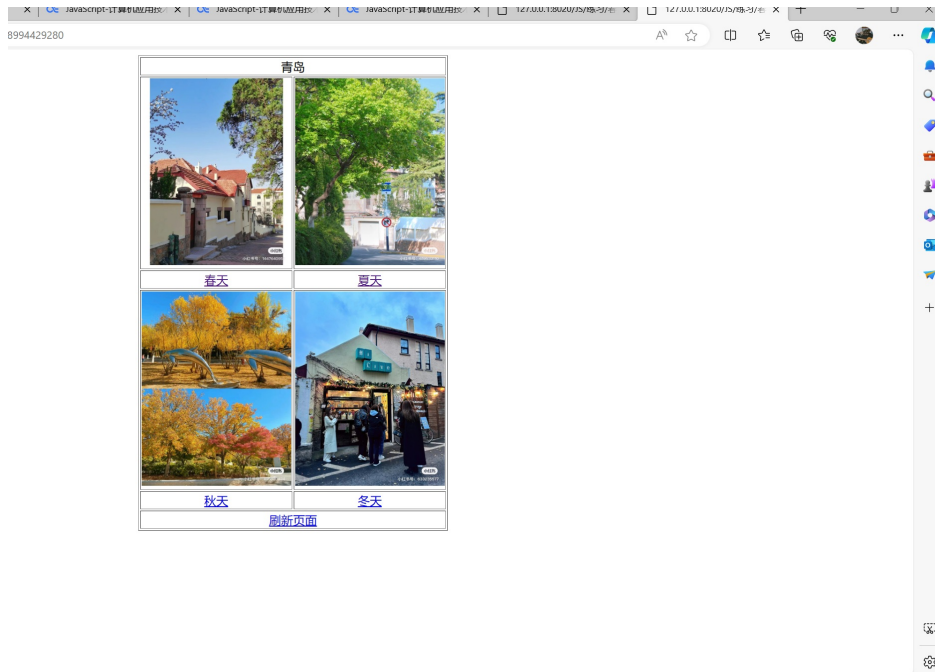 JavaScript-计算机应用技
JavaScript-计算机应用技
JavaScript-计算机应用技
127.0.0.1:8020/JS/练习/春
127.0.0.1:8020/JS/练习/春
8994429280
青岛
春天
夏天
秋天
冬天
刷新页面